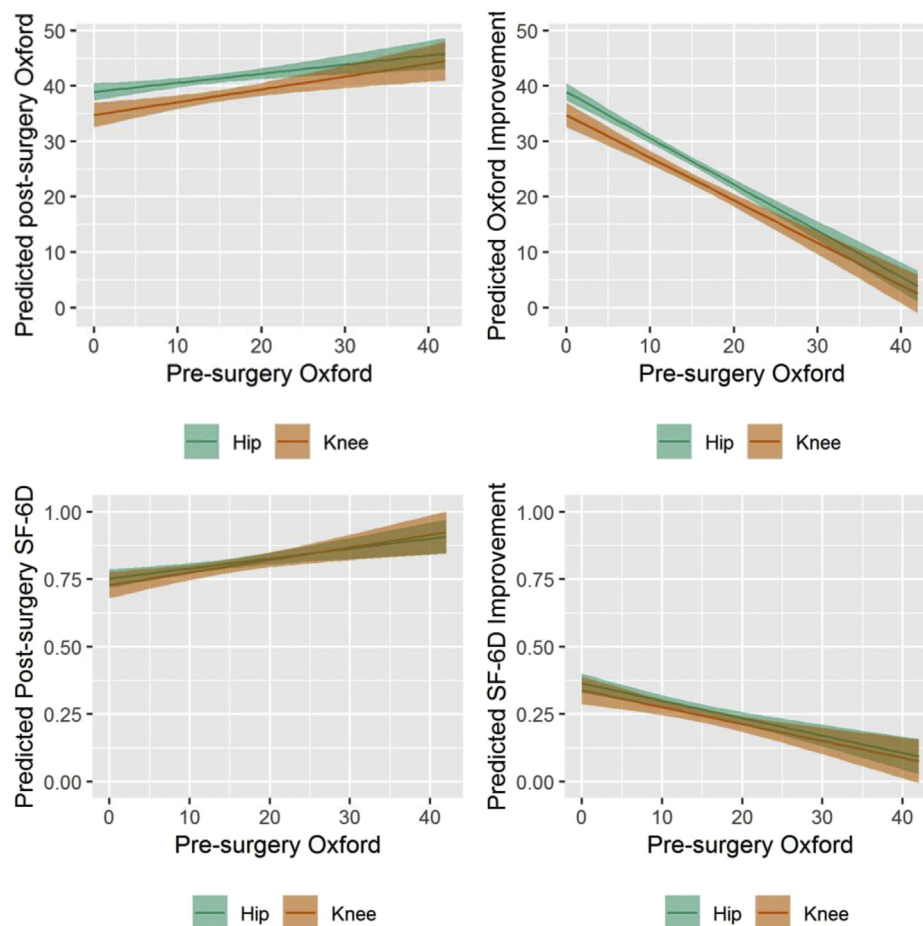 Predicted post-surgery Oxford
50
40
30
20
10
0
0 10 20 30 40
Pre-surgery Oxford
Hip Knee
Predicted Oxford Improvement
50
40
30
20
10
0
0 10 20 30 40
Pre-surgery Oxford
Hip Knee
Predicted Post-surgery SF-6D
1.00
0.75
0.50
0.25
0.00
0 10 20 30 40
Pre-surgery Oxford
Hip Knee
Predicted SF-6D Improvement
1.00
0.75
0.50
0.25
0.00
0 10 20 30 40
Pre-surgery Oxford
Hip Knee